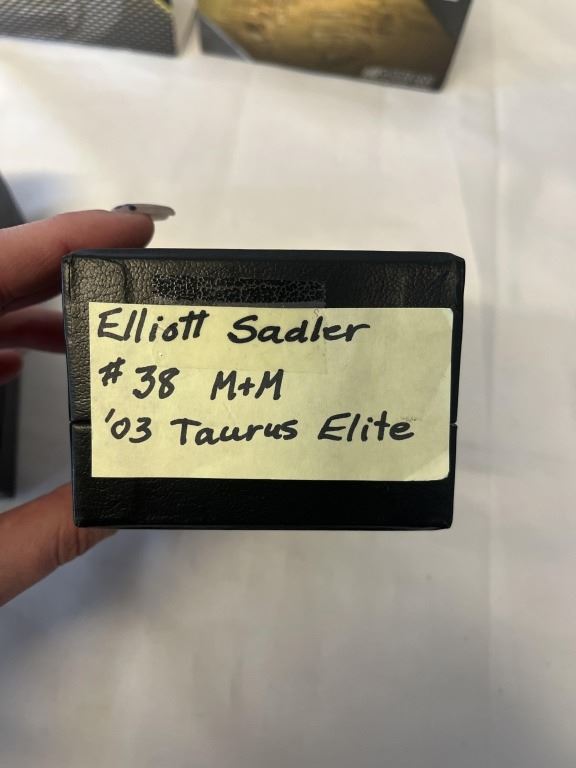 Elliott Sadler
# 38 M+M
'03 Taurus Elite